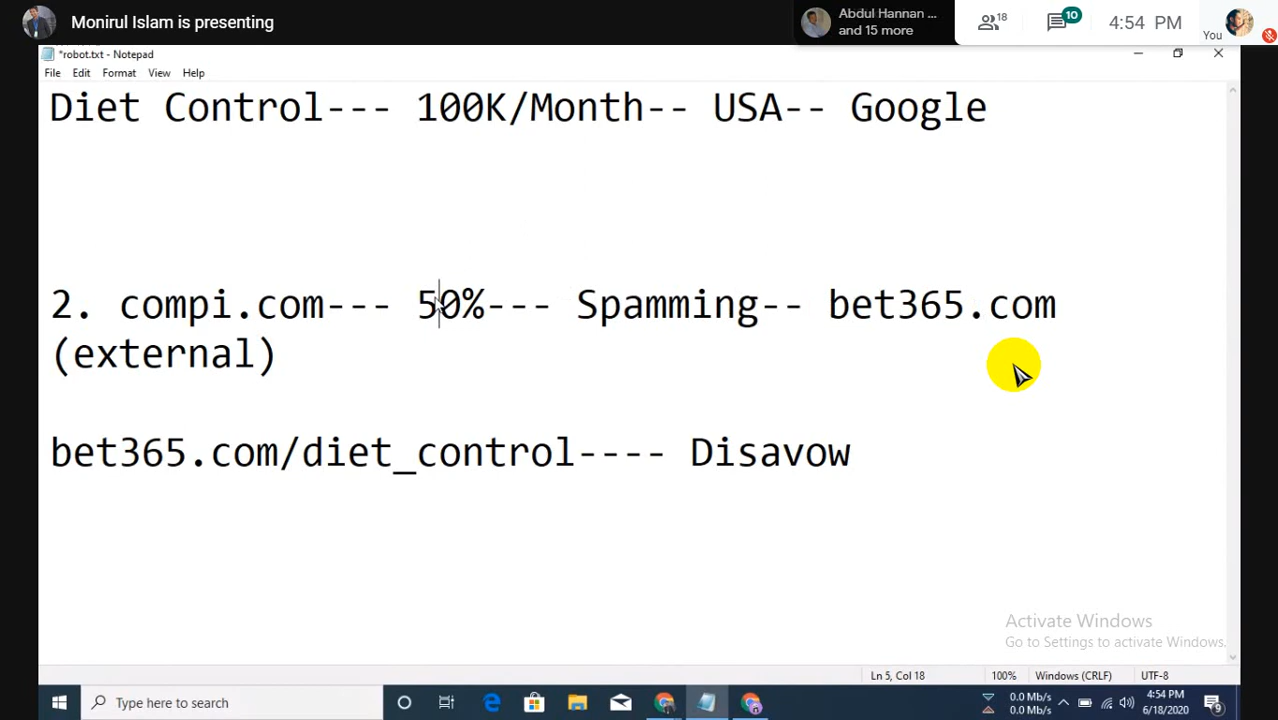 Monirul Islam is presenting
Abdul Hannan ...
and 15 more
18
10
4:54 PM
You
*robot.txt - Notepad
File Edit Format View Help
Diet Control--- 100K/Month-- USA-- Google
2. compi.com--- 50%--- Spamming-- bet365.com
(external)
bet365.com/diet_control---- Disavow
Activate Windows
Go to Settings to activate Windows.
Ln 5, Col 18 100% Windows (CRLF) UTF-8
Type here to search
0.0 Mb/s
0.0 Mb/s
4:54 PM
6/18/2020
9